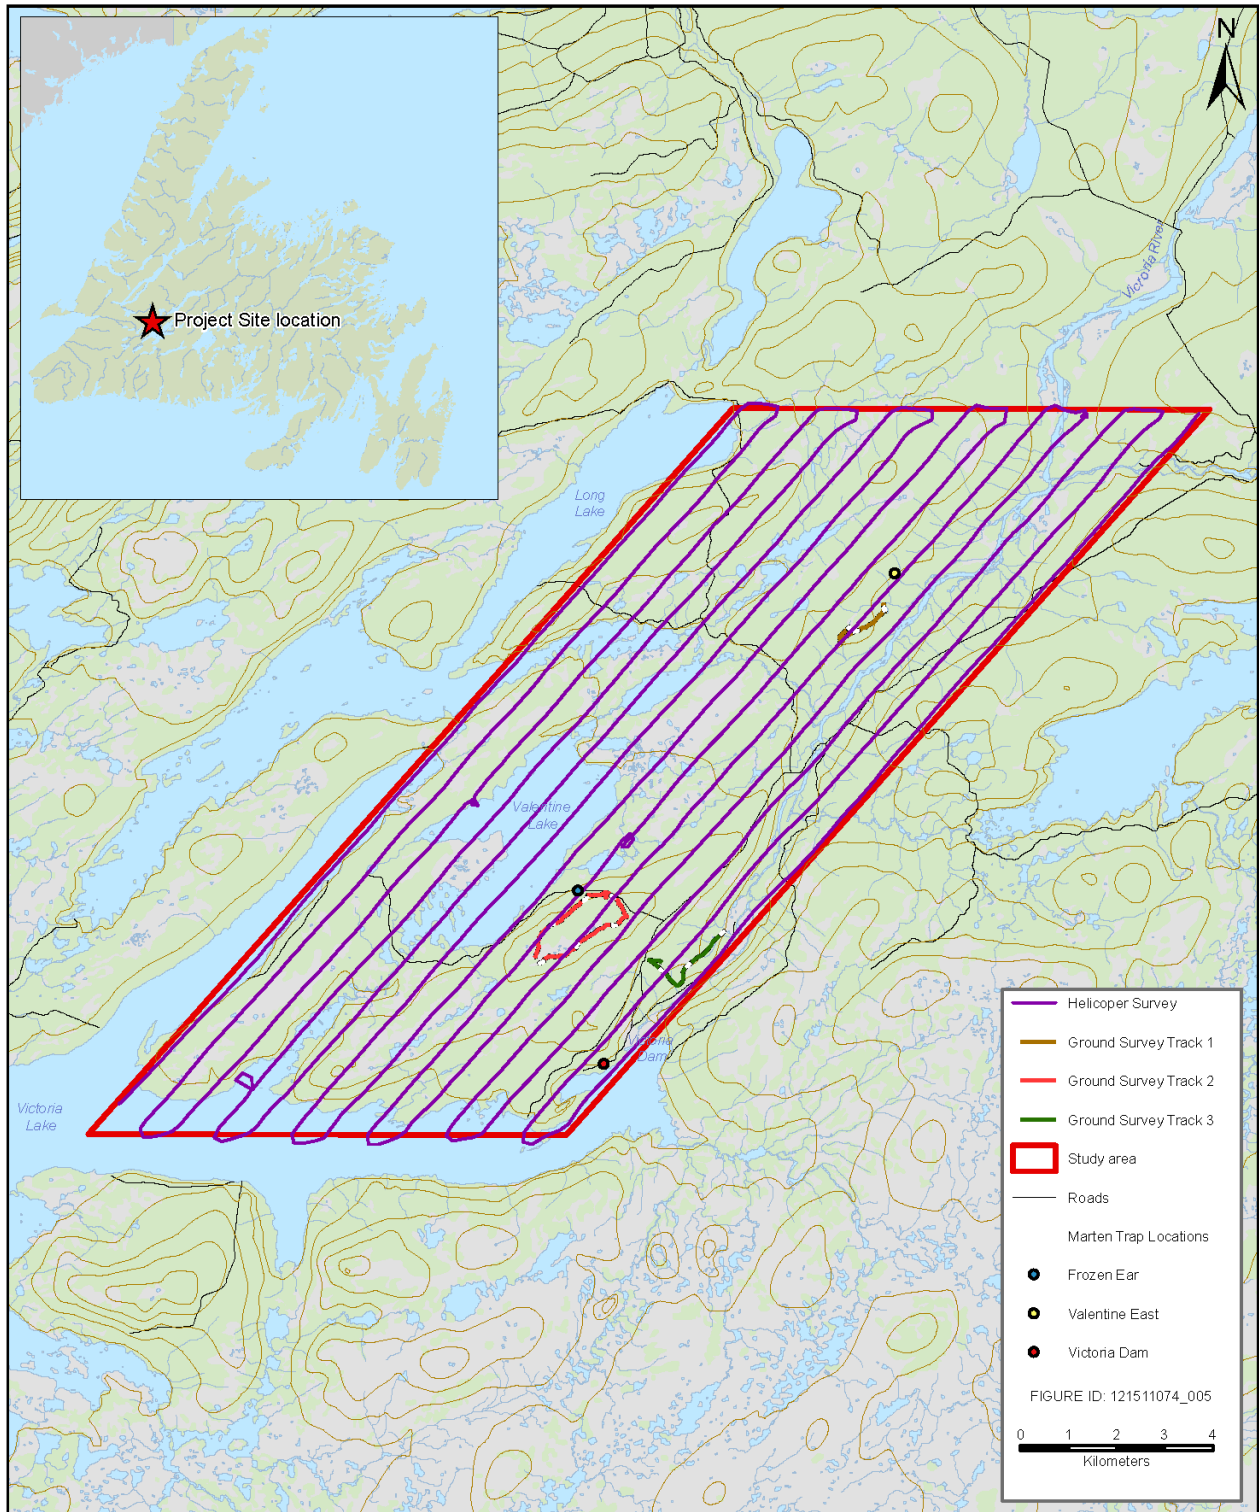 N
Project Site location
Victoria River
Long
Lake
Valentine
Lake
Victoria
Dam
Victoria
Lake
Helicoper Survey
Ground Survey Track 1
Ground Survey Track 2
Ground Survey Track 3
Study area
Roads
Marten Trap Locations
Frozen Ear
Valentine East
Victoria Dam
FIGURE ID: 121511074_005
0 1 2 3 4
Kilometers